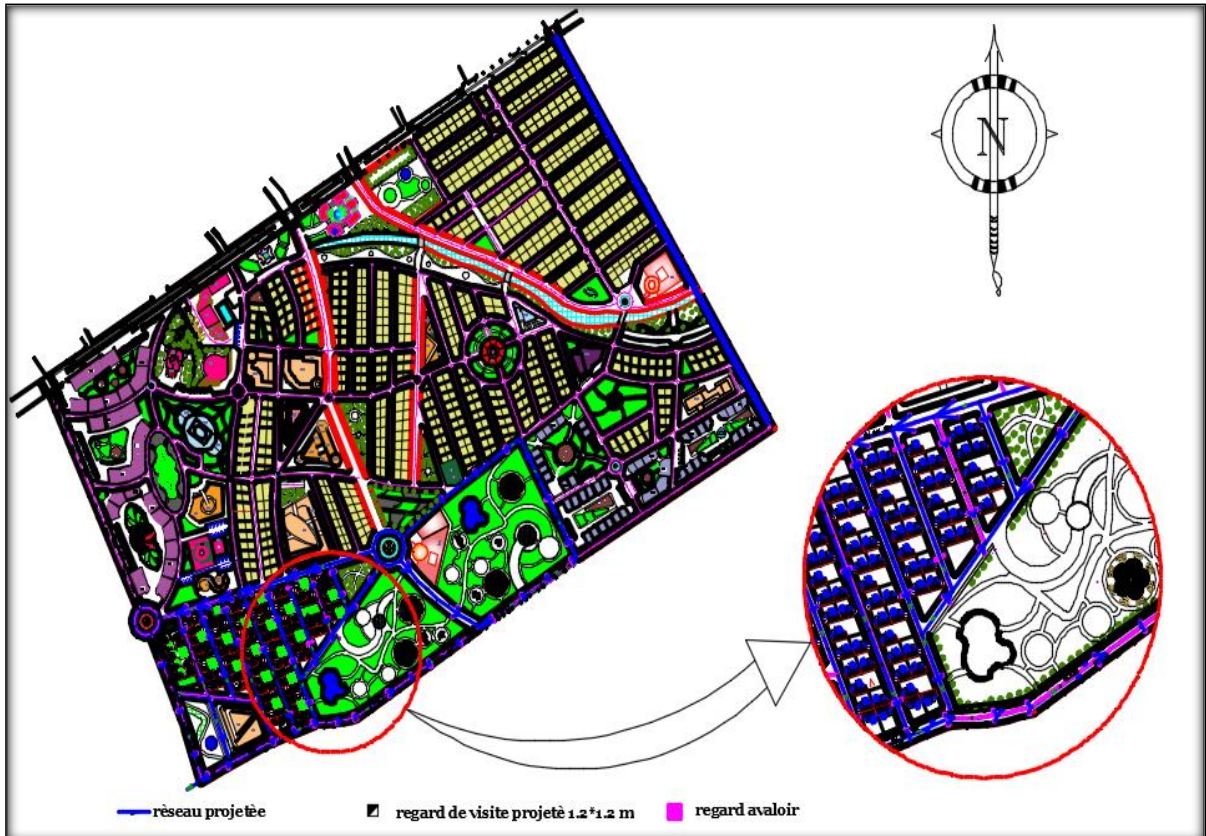 N
rèseau projetèe
regard de visite projetè 1.2*1.2 m
regard avaloir